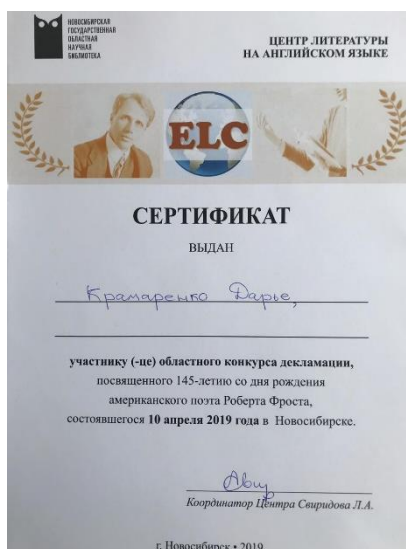 НОВОСИБИРСКАЯ
ГОСУДАРСТВЕННАЯ
ОБЛАСТНАЯ
НАУЧНАЯ
БИБЛИОТЕКА
ЦЕНТР ЛИТЕРАТУРЫ
НА АНГЛИЙСКОМ ЯЗЫКЕ
ELC
СЕРТИФИКАТ
ВЫДАН
Крамаренко Дарье,
участнику (-це) областного конкурса декламации,
посвященного 145-летию со дня рождения
американского поэта Роберта Фроста,
состоявшегося 10 апреля 2019 года в Новосибирске.
Координатор Центра Свиридова Л.А.
г. Новосибирск • 2019